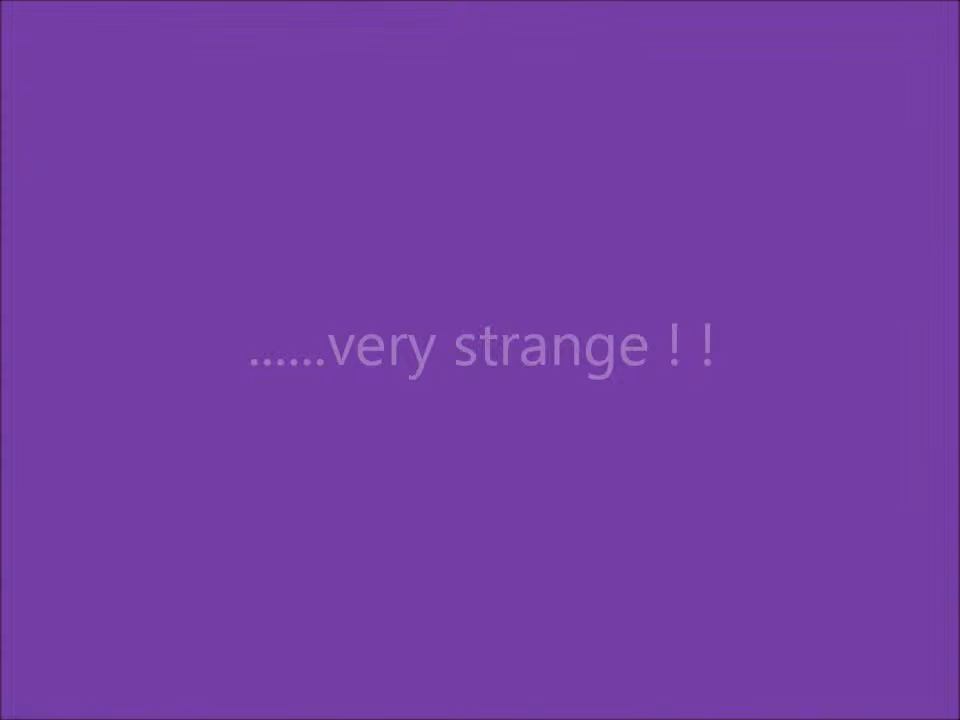 ......very strange ! !